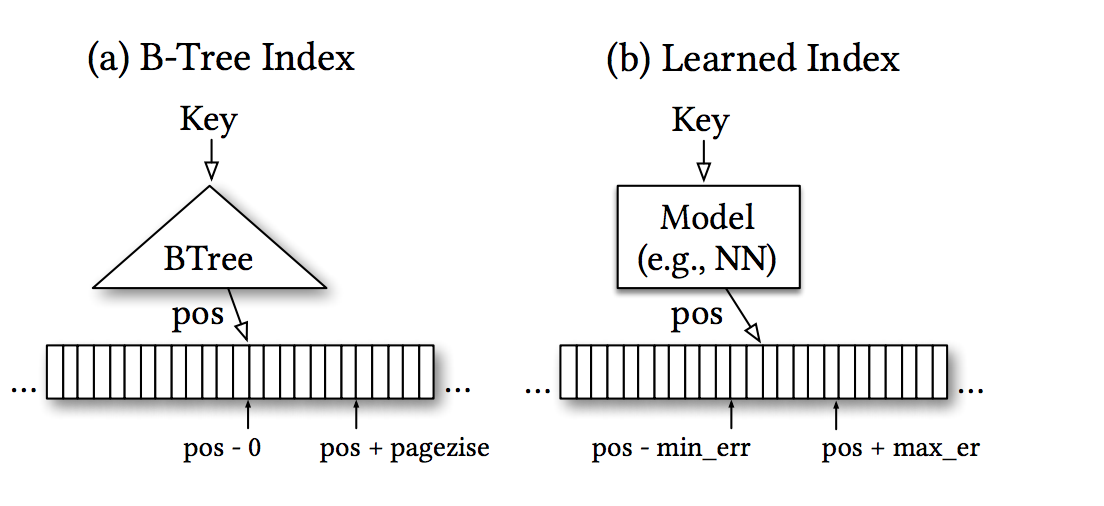 (a) B-Tree Index
Key
BTree
pos
...
...
pos - 0
pos + pagezise
(b) Learned Index
Key
Model
(e.g., NN)
pos
...
...
pos - min_err
pos + max_er